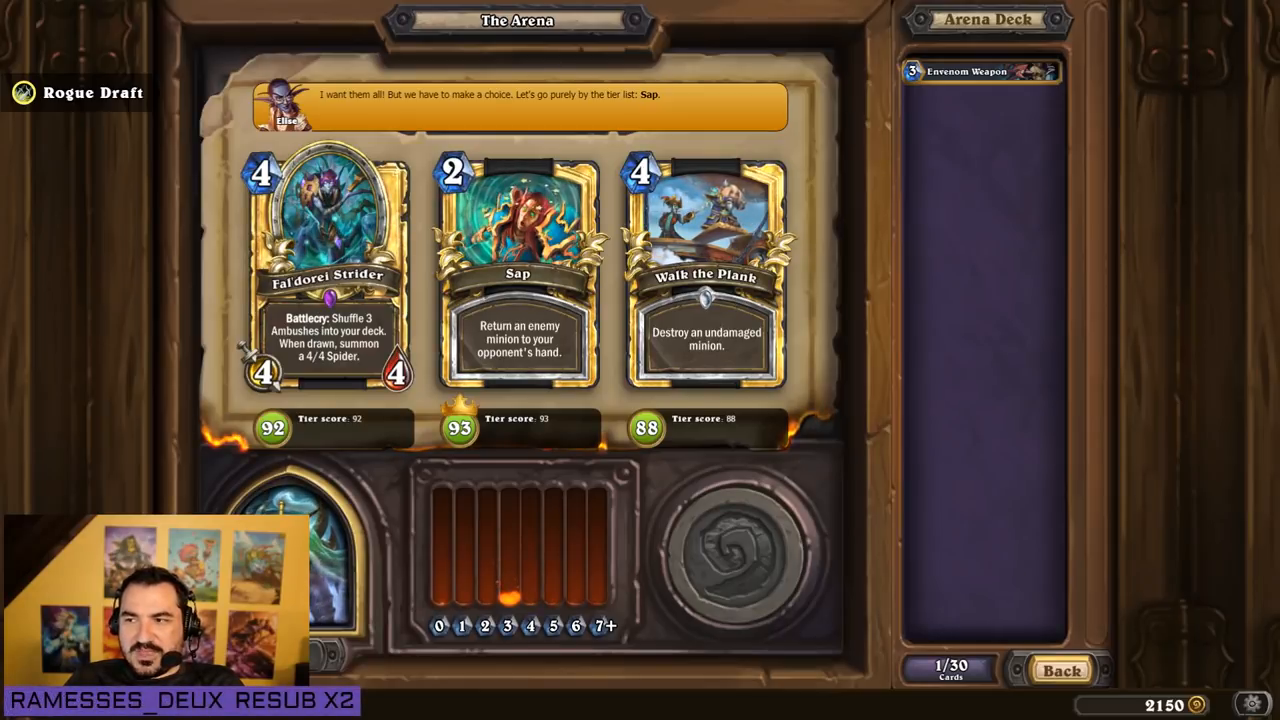 The Arena
Arena Deck
3 Envenom Weapon
Rogue Draft
I want them all! But we have to make a choice. Let's go purely by the tier list: Sap.
Elise
4
2
4
Fal'dorei Strider
Battlecry: Shuffle 3
Ambushes into your deck.
When drawn, summon
a 4/4 Spider.
4
4
Sap
Return an enemy
minion to your
opponent's hand.
Walk the Plank
Destroy an undamaged
minion.
92
Tier score: 92
93
Tier score: 93
88
Tier score: 88
0 1 2 3 4 5 6 7+
1/30
Cards
Back
RAMESSES_DEUX RESUB X2
2150